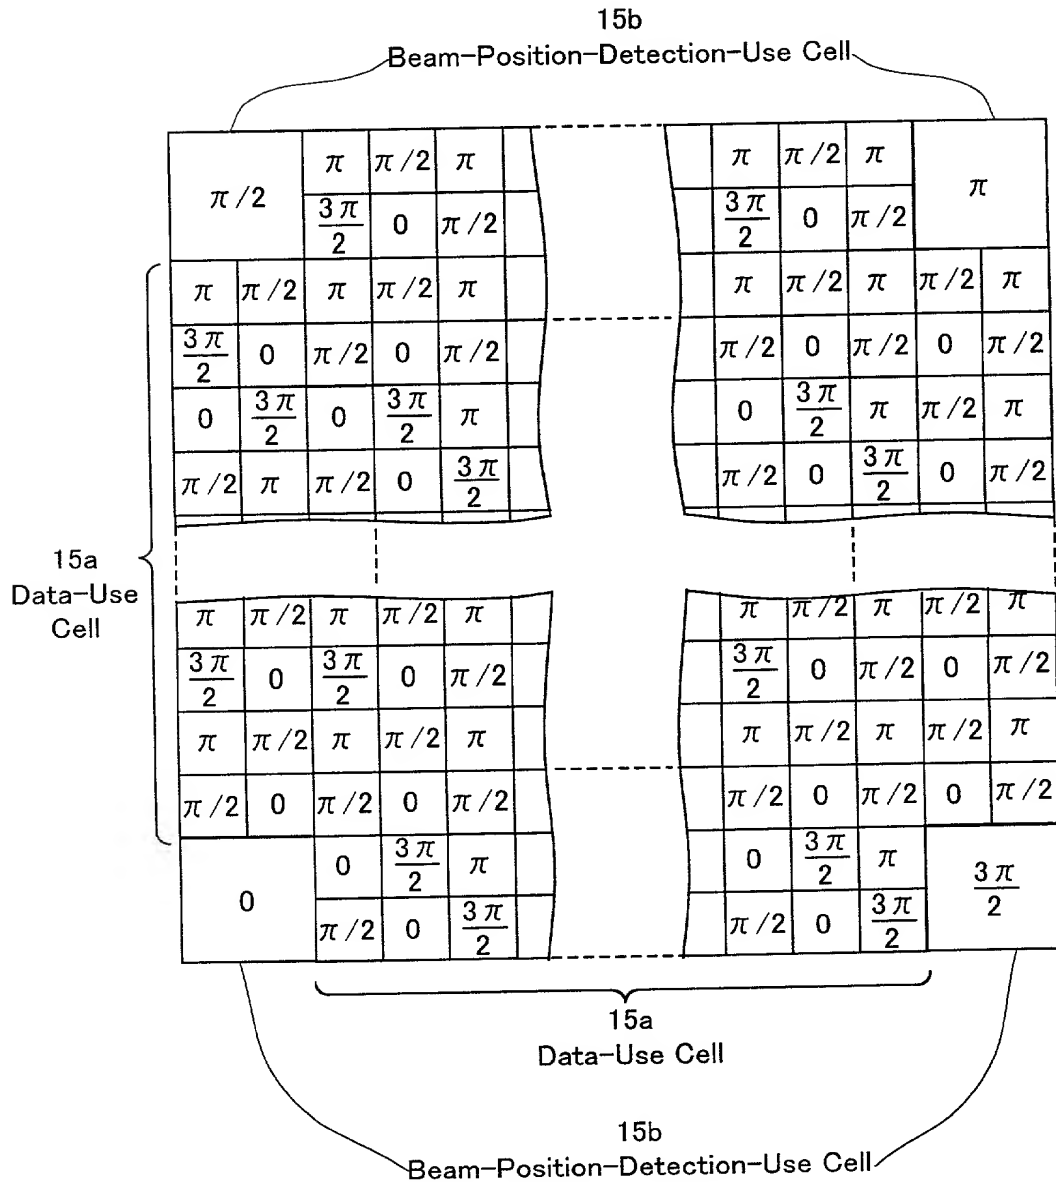 15b
Beam-Position-Detection-Use Cell
π/2 π π/2 π π π/2 π π
3π/2 0 π/2 3π/2 0 π/2
π π/2 π π/2 π π π/2 π π/2 π
3π/2 0 π/2 0 π/2 π/2 0 π/2 0 π/2
0 3π/2 0 3π/2 π 0 3π/2 π π/2 π
π/2 π π/2 0 3π/2 π/2 0 3π/2 0 π/2
15a
Data-Use
Cell
π π/2 π π/2 π π π/2 π π/2 π
3π/2 0 3π/2 0 π/2 3π/2 0 π/2 0 π/2
π π/2 π π/2 π π π/2 π π/2 π
π/2 0 π/2 0 π/2 π/2 0 π/2 0 π/2
0 0 3π/2 π 0 3π/2 π 3π/2
π/2 0 3π/2 π/2 0 3π/2
15a
Data-Use Cell
15b
Beam-Position-Detection-Use Cell